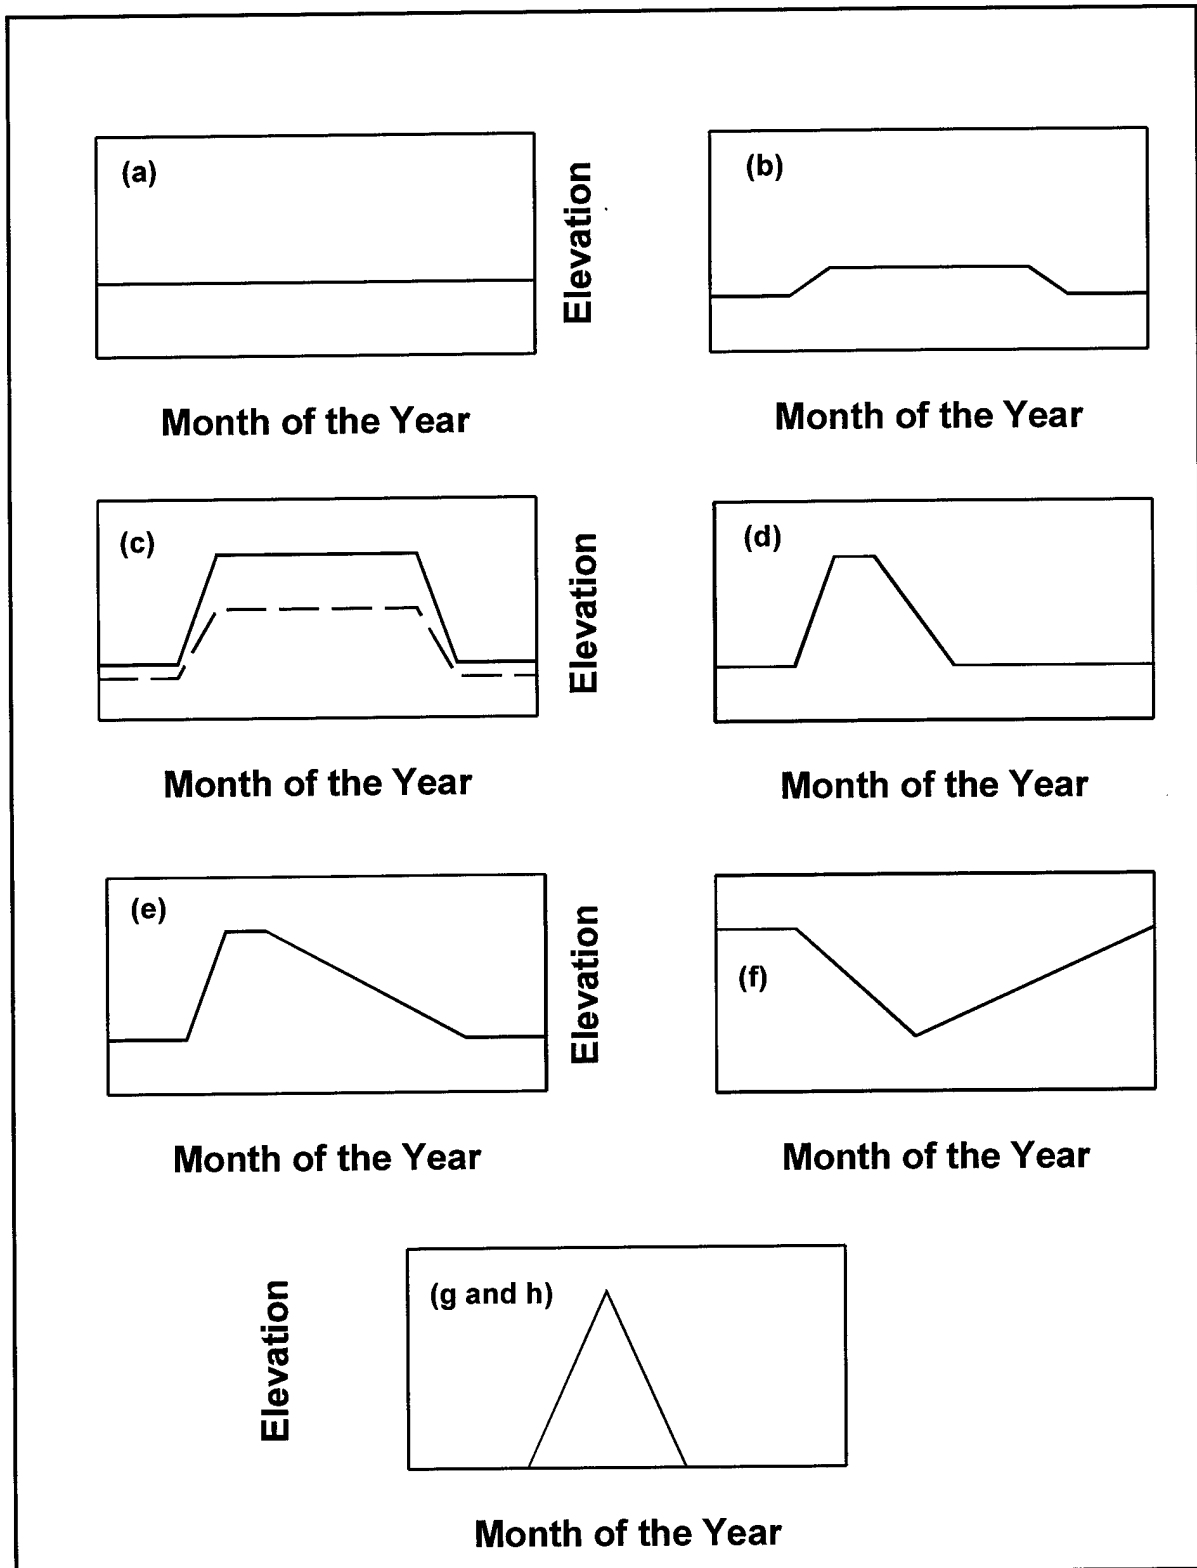 (a)
Elevation
(b)
Month of the Year
Month of the Year
(c)
Elevation
(d)
Month of the Year
Month of the Year
(e)
Elevation
(f)
Month of the Year
Month of the Year
Elevation
(g and h)
Month of the Year